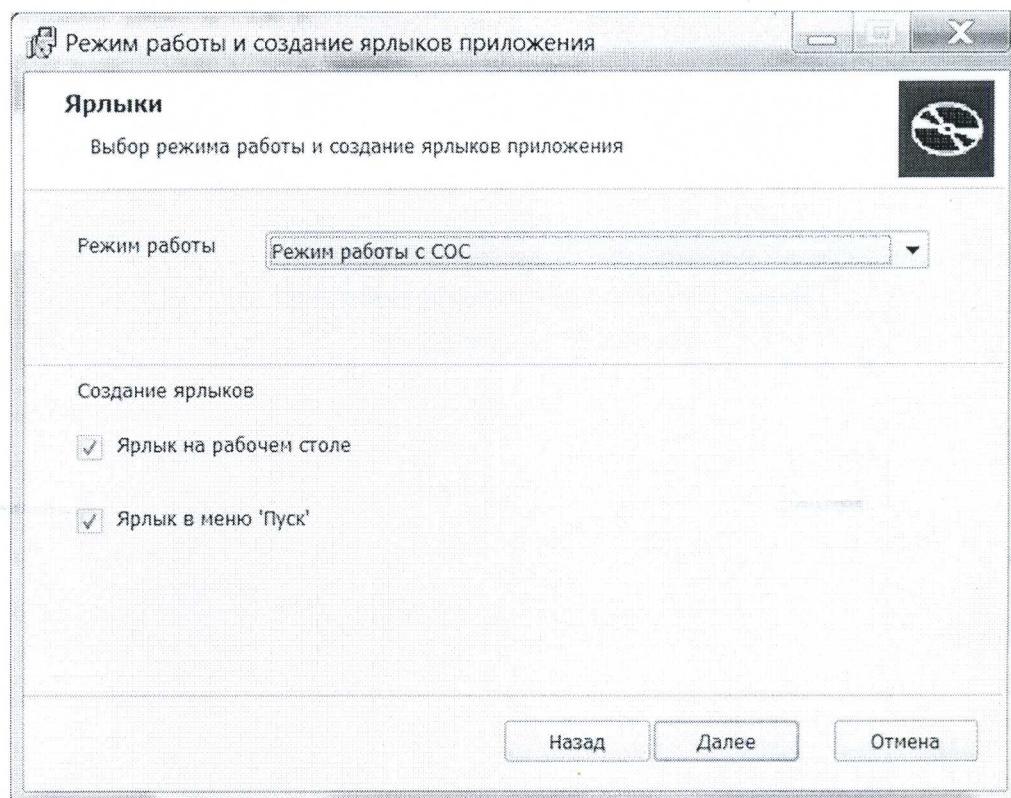 Режим работы и создание ярлыков приложения
Ярлыки
Выбор режима работы и создание ярлыков приложения
Режим работы
Режим работы с СОС
Создание ярлыков
Ярлык на рабочем столе
Ярлык в меню 'Пуск'
Назад
Далее
Отмена